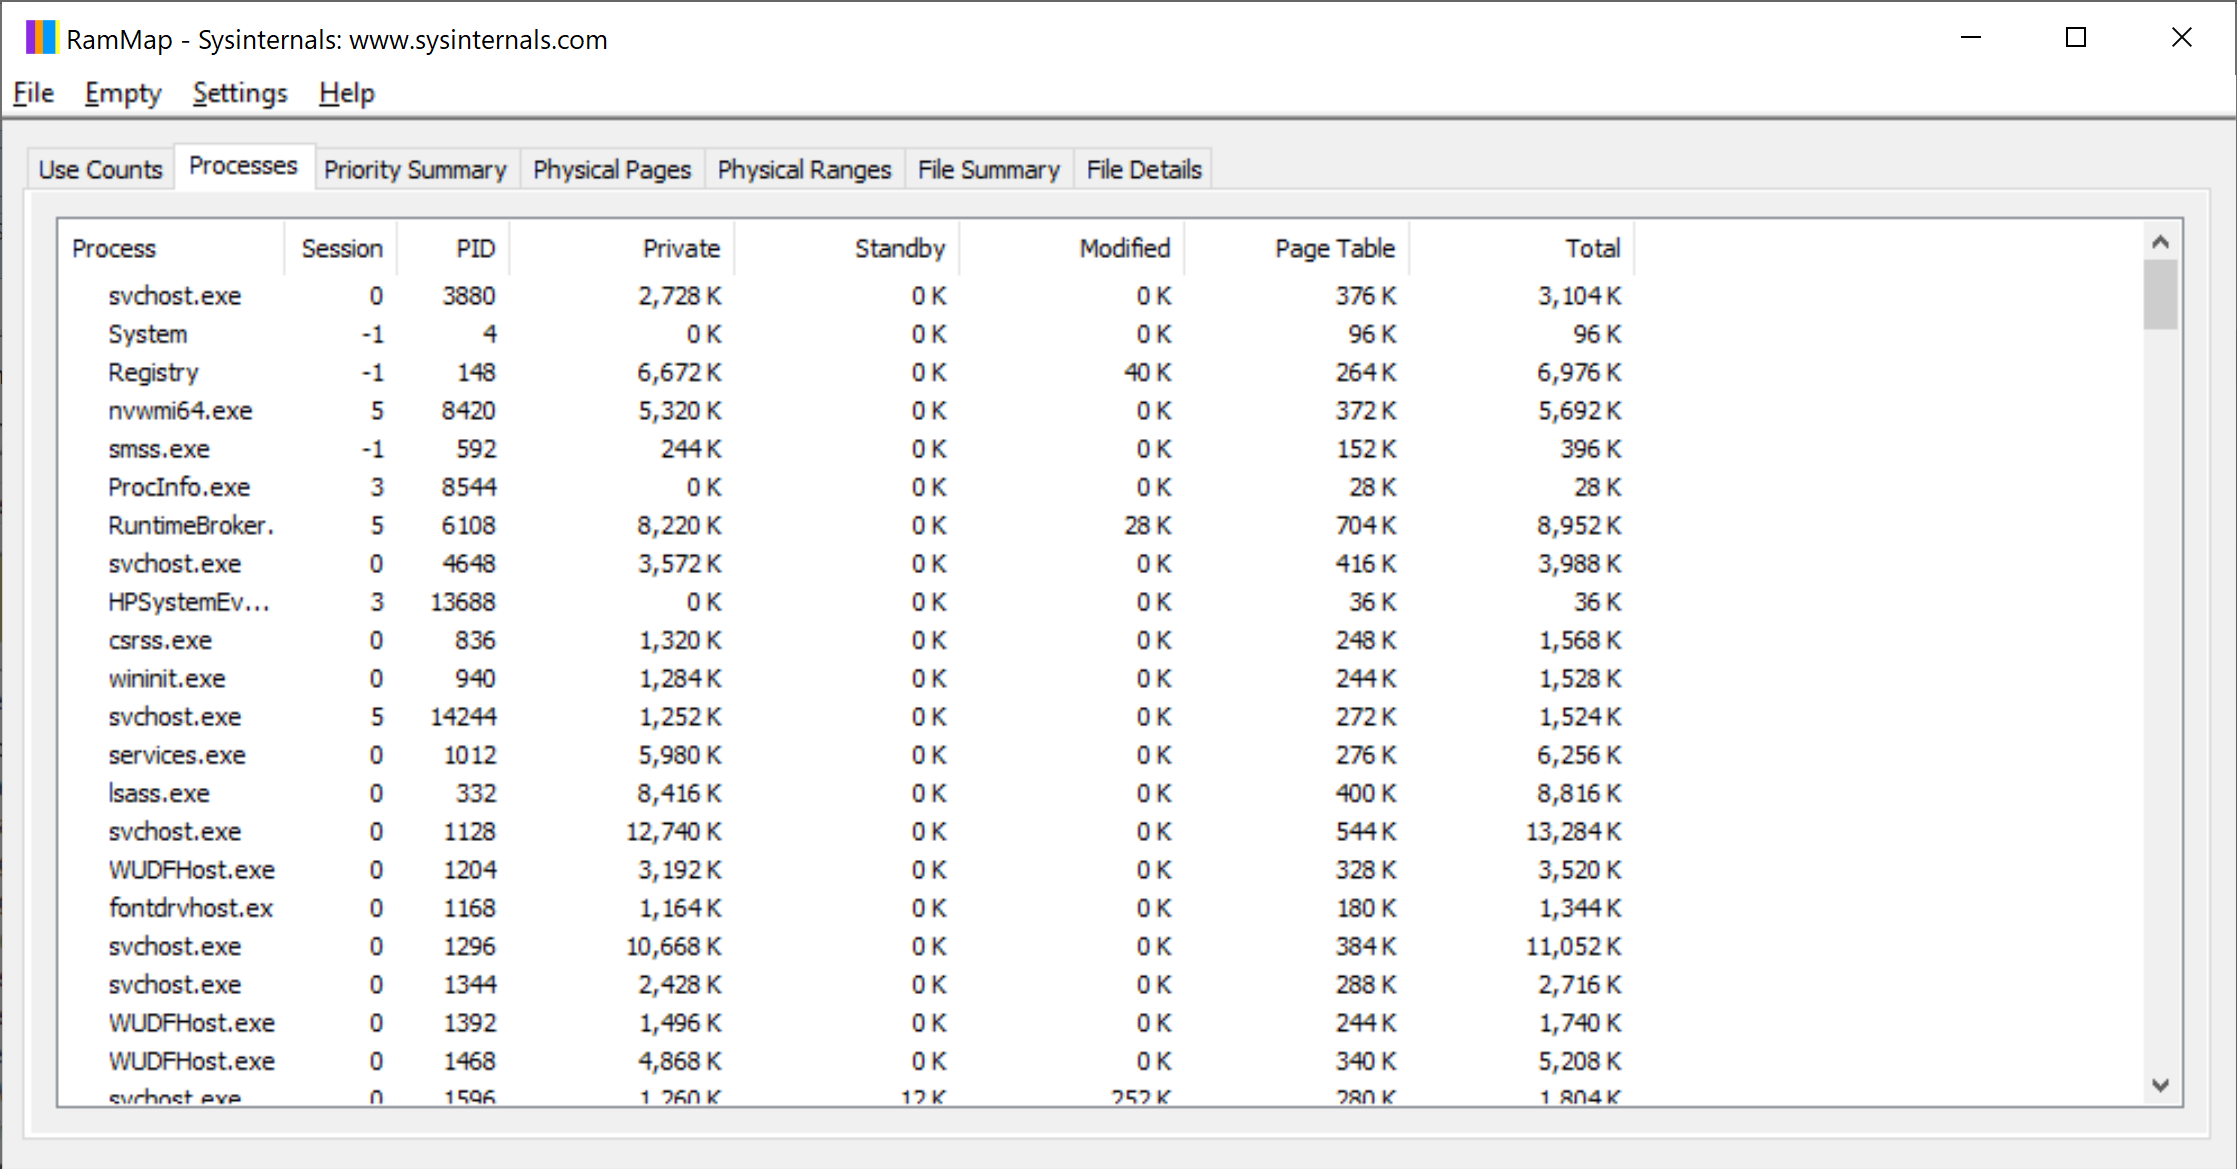 RamMap - Sysinternals: www.sysinternals.com
File Empty Settings Help
Use Counts Processes Priority Summary Physical Pages Physical Ranges File Summary File Details
Process Session PID Private Standby Modified Page Table Total
svchost.exe 0 3880 2,728 K 0 K 0 K 376 K 3,104 K
System -1 4 0 K 0 K 0 K 96 K 96 K
Registry -1 148 6,672 K 0 K 40 K 264 K 6,976 K
nvwmi64.exe 5 8420 5,320 K 0 K 0 K 372 K 5,692 K
smss.exe -1 592 244 K 0 K 0 K 152 K 396 K
ProcInfo.exe 3 8544 0 K 0 K 0 K 28 K 28 K
RuntimeBroker. 5 6108 8,220 K 0 K 28 K 704 K 8,952 K
svchost.exe 0 4648 3,572 K 0 K 0 K 416 K 3,988 K
HPSystemEv... 3 13688 0 K 0 K 0 K 36 K 36 K
csrss.exe 0 836 1,320 K 0 K 0 K 248 K 1,568 K
wininit.exe 0 940 1,284 K 0 K 0 K 244 K 1,528 K
svchost.exe 5 14244 1,252 K 0 K 0 K 272 K 1,524 K
services.exe 0 1012 5,980 K 0 K 0 K 276 K 6,256 K
lsass.exe 0 332 8,416 K 0 K 0 K 400 K 8,816 K
svchost.exe 0 1128 12,740 K 0 K 0 K 544 K 13,284 K
WUDFHost.exe 0 1204 3,192 K 0 K 0 K 328 K 3,520 K
fontdrvhost.ex 0 1168 1,164 K 0 K 0 K 180 K 1,344 K
svchost.exe 0 1296 10,668 K 0 K 0 K 384 K 11,052 K
svchost.exe 0 1344 2,428 K 0 K 0 K 288 K 2,716 K
WUDFHost.exe 0 1392 1,496 K 0 K 0 K 244 K 1,740 K
WUDFHost.exe 0 1468 4,868 K 0 K 0 K 340 K 5,208 K
svchost.exe 0 1596 1,260 K 12 K 252 K 280 K 1,804 K